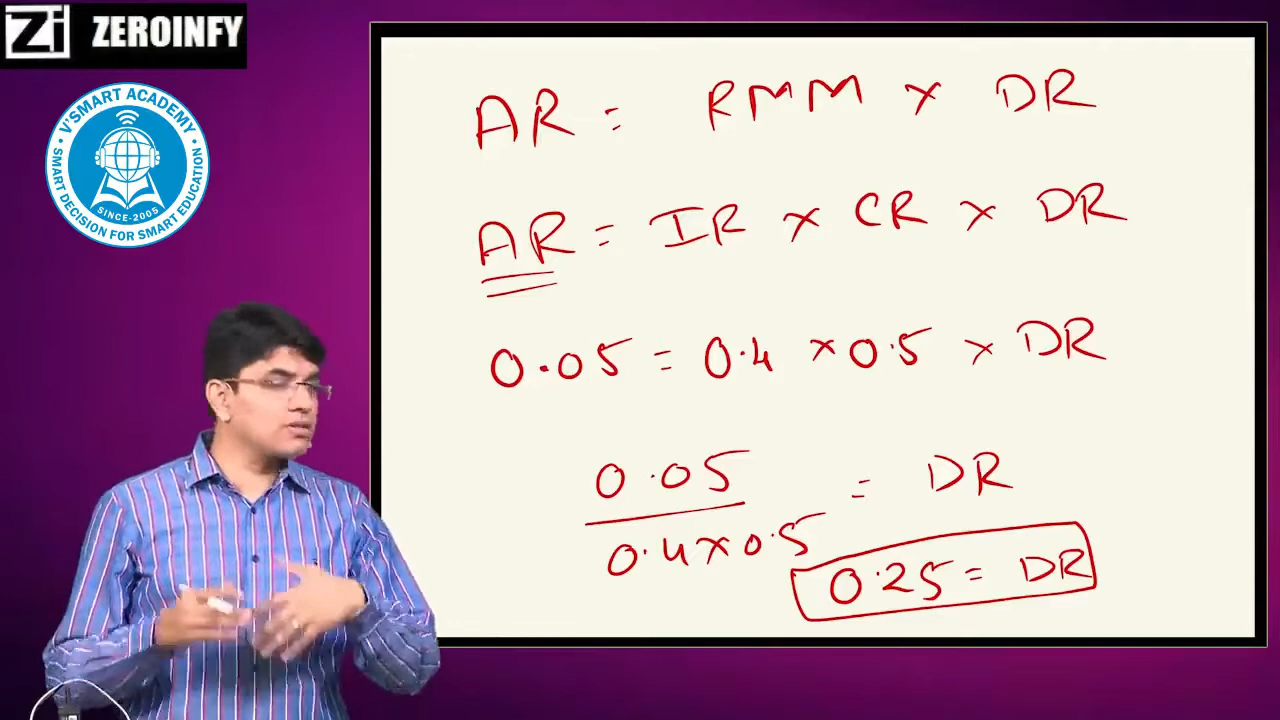 Zi ZEROINFY
V'SMART ACADEMY
SMART DECISION FOR SMART EDUCATION
SINCE-2005
AR = RMM × DR
AR = IR × CR × DR
0.05 = 0.4 × 0.5 × DR
0.05
= DR
0.4×0.5
0.25 = DR